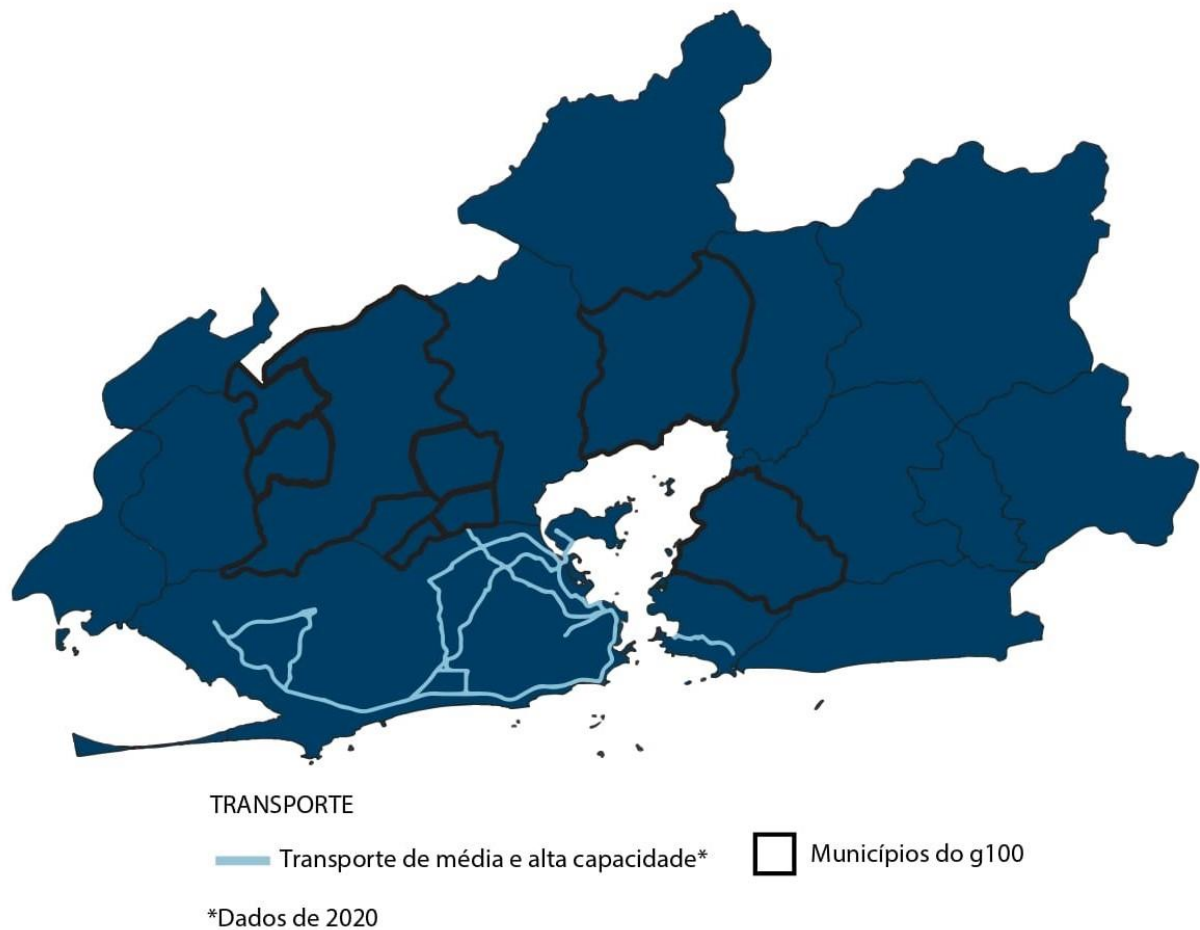 TRANSPORTE
Transporte de média e alta capacidade*
Municípios do g100
*Dados de 2020